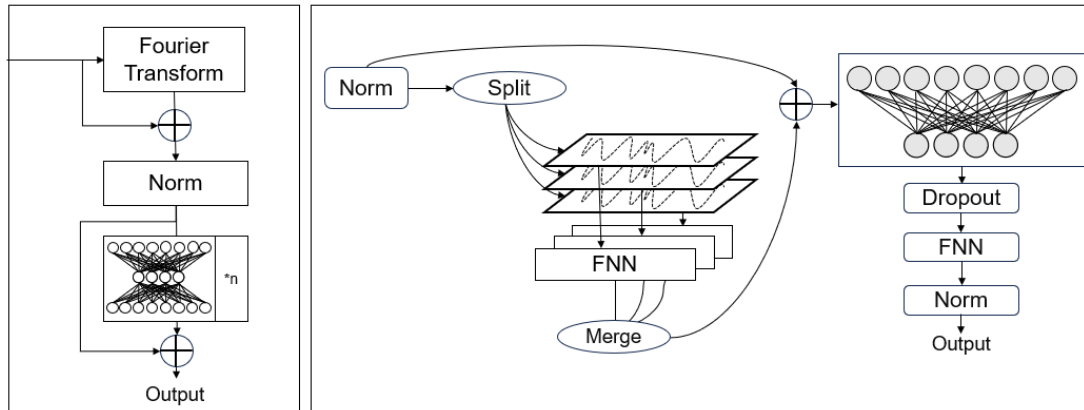 Fourier
Transform
Norm
*n
Output
Norm
Split
FNN
Merge
Dropout
FNN
Norm
Output